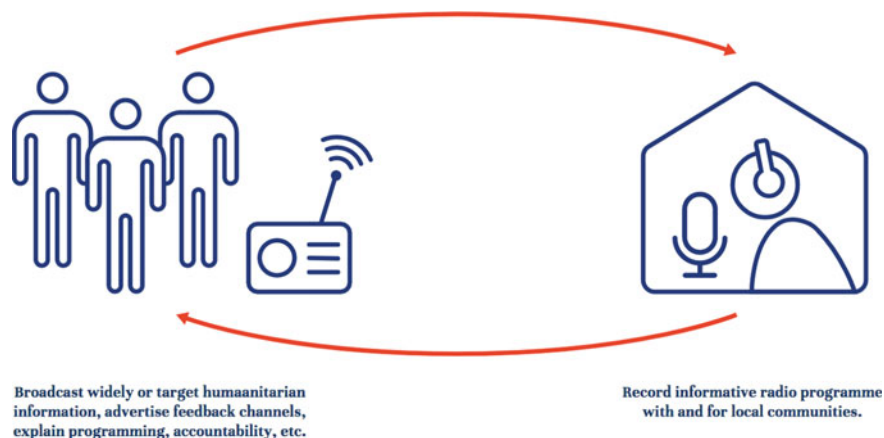 Broadcast widely or target humaanitarian
information, advertise feedback channels,
explain programming, accountability, etc.
Record informative radio programme
with and for local communities.